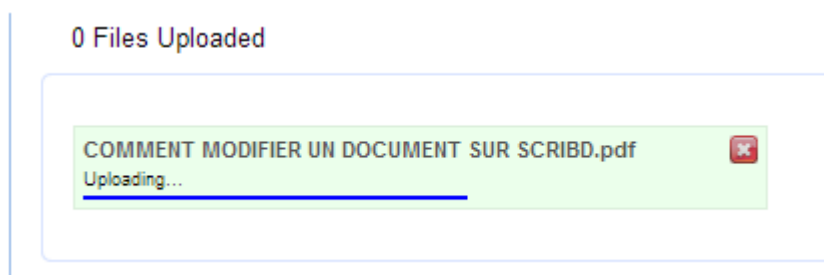 0 Files Uploaded
COMMENT MODIFIER UN DOCUMENT SUR SCRIBD.pdf
Uploading...